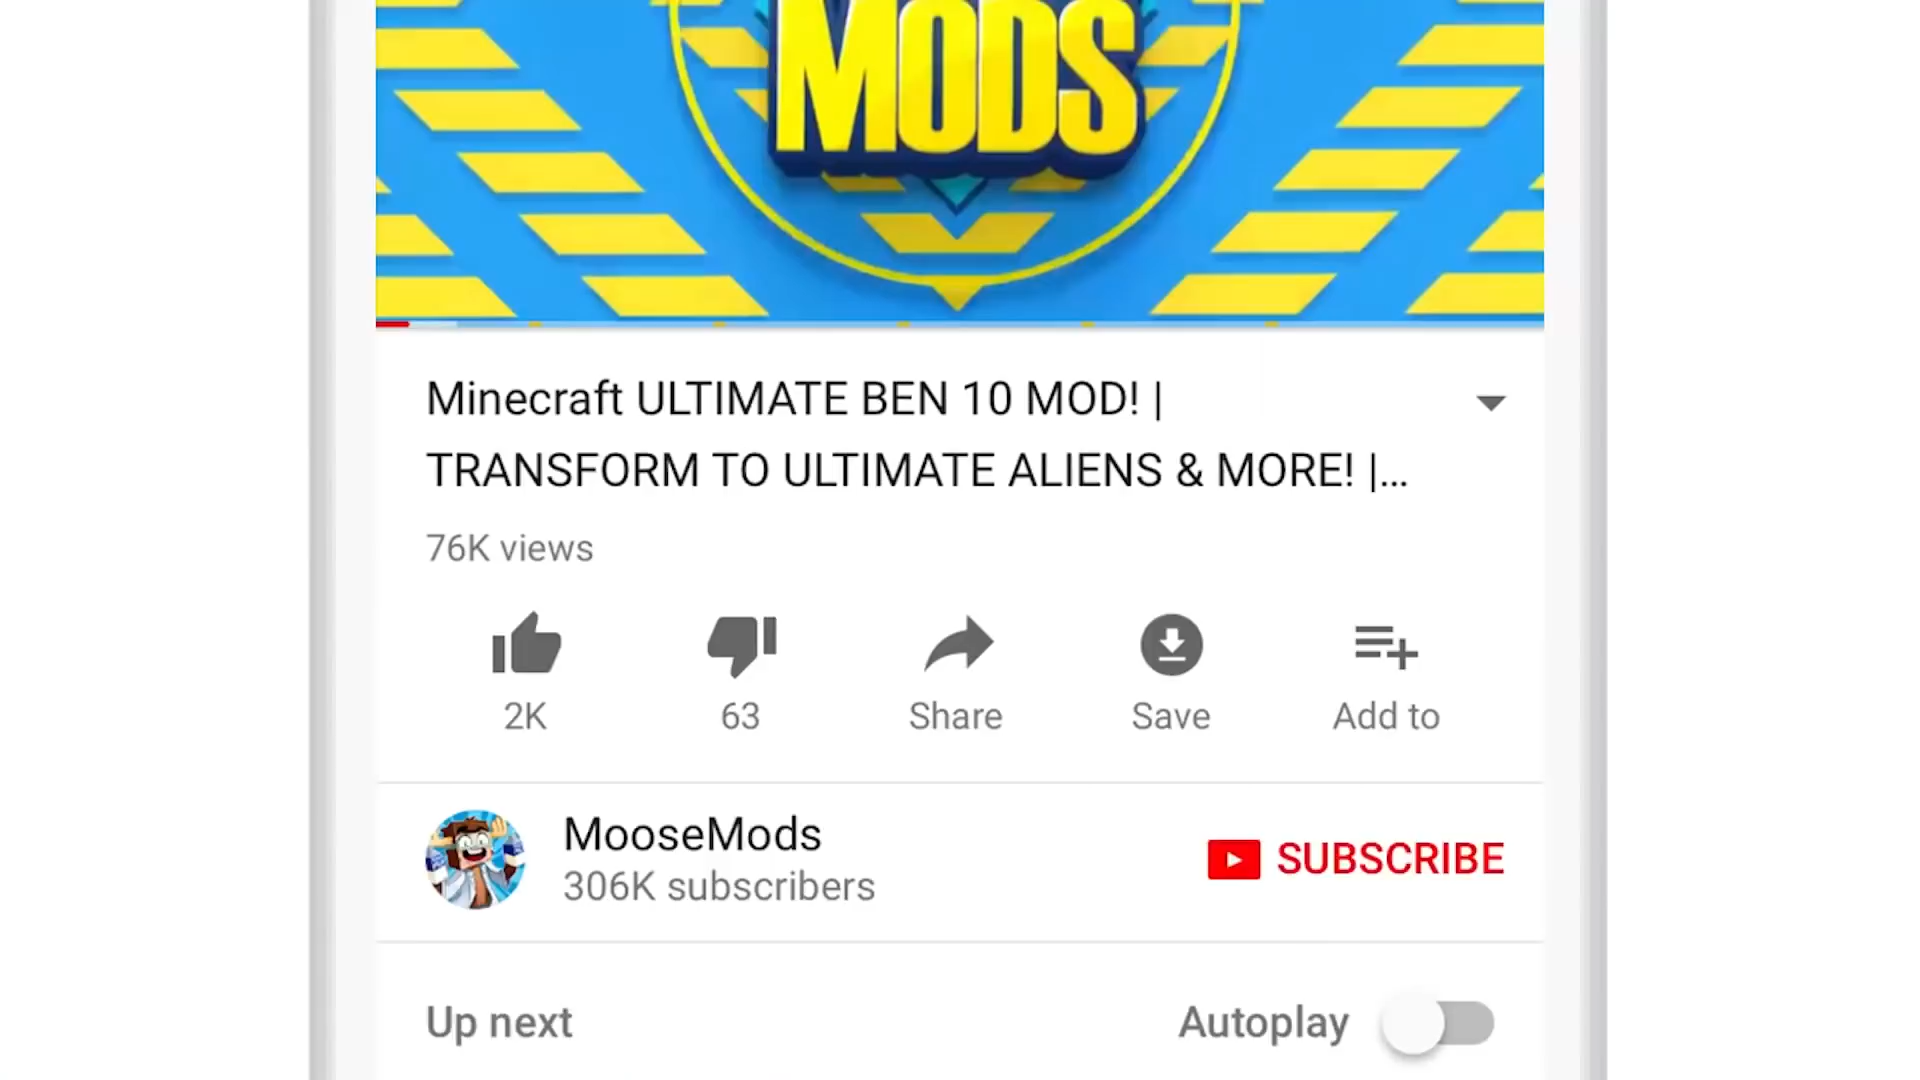 MODS
Minecraft ULTIMATE BEN 10 MOD! |
TRANSFORM TO ULTIMATE ALIENS & MORE! |...
76K views
2K
63
Share
Save
Add to
MooseMods
306K subscribers
SUBSCRIBE
Up next
Autoplay